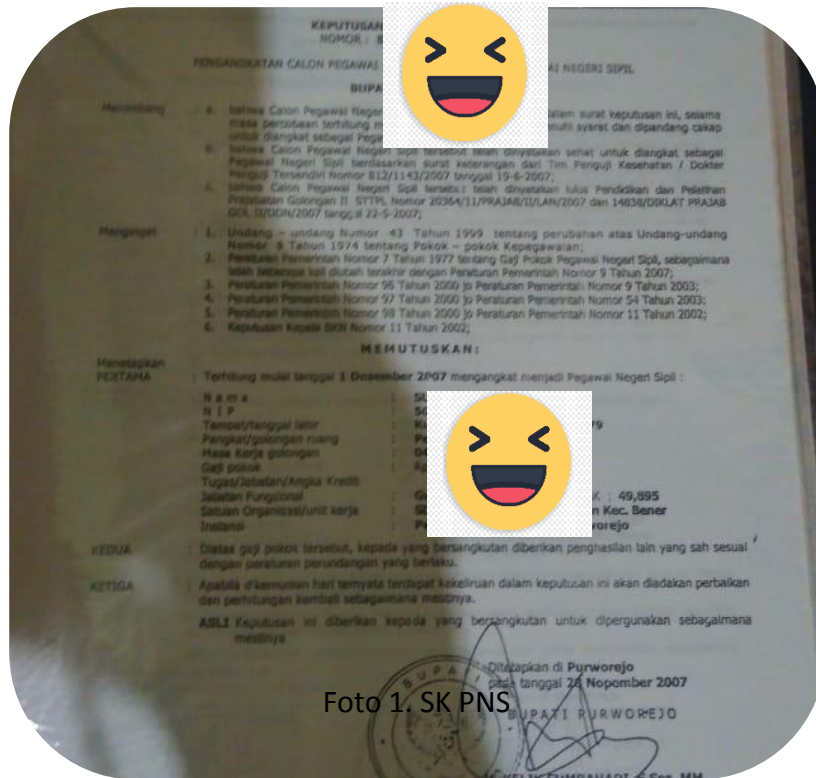 KEPUTUSAN
NOMOR : 8
PENGANGKATAN CALON PEGAWAI AI NEGERI SIPIL
BUPA
Menimbang : a. bahwa Calon Pegawai Neger dalam surat keputusan ini, selama
masa percobaan terhitung m nuhi syarat dan dipandang cakap
untuk diangkat sebagai Pega
b. bahwa Calon Pegawai Negeri Sipil tersebut telah dinyatakan sehat untuk diangkat sebagai
Pegawai Negeri Sipil berdasarkan surat keterangan dari Tim Penguji Kesehatan / Dokter
Penguji Tersendiri Nomor 812/1143/2007 tanggal 19-6-2007;
c. bahwa Calon Pegawai Negeri Sipil tersebut telah dinyatakan lulus Pendidikan dan Pelatihan
Prajabatan Golongan II STTPL Nomor 20364/11/PRAJAB/II/LAN/2007 dan 14838/DIKLAT PRAJAB
GOL II/DDN/2007 tanggal 22-5-2007;
Mengingat : 1. Undang – undang Numor 43 Tahun 1999 tentang perubahan atas Undang-undang
Nomor 8 Tahun 1974 tentang Pokok – pokok Kepegawaian;
2. Peraturan Pemerintah Nomor 7 Tahun 1977 tentang Gaji Pokok Pegawai Negeri Sipil, sebagaimana
telah beberapa kali diubah terakhir dengan Peraturan Pemerintah Nomor 9 Tahun 2007;
3. Peraturan Pemerintah Nomor 96 Tahun 2000 jo Peraturan Pemerintah Nomor 9 Tahun 2003;
4. Peraturan Pemerintah Nomor 97 Tahun 2000 jo Peraturan Pemerintah Nomor 54 Tahun 2003;
5. Peraturan Pemerintah Nomor 98 Tahun 2000 jo Peraturan Pemerintah Nomor 11 Tahun 2002;
6. Keputusan Kepala BKN Nomor 11 Tahun 2002;
MEMUTUSKAN:
Menetapkan
PERTAMA : Terhitung mulai tanggal 1 Desember 2007 mengangkat menjadi Pegawai Negeri Sipil :
N a m a :
N I P :
Tempat/tanggal lahir : 79
Pangkat/golongan ruang :
Masa Kerja golongan : 04
Gaji pokok : Rp
Tugas/Jabatan/Angka Kredit
Jabatan Fungsional : K : 49,895
Satuan Organisasi/unit kerja : n Kec. Bener
Instansi : Pe worejo
KEDUA : Diatas gaji pokok tersebut, kepada yang bersangkutan diberikan penghasilan lain yang sah sesuai
dengan peraturan perundangan yang berlaku.
KETIGA : Apabila d'kemudian hari ternyata terdapat kekeliruan dalam keputusan ini akan diadakan perbaikan
dan perhitungan kembali sebagaimana mestinya.
ASLI Keputusan ini diberikan kepada yang bersangkutan untuk dipergunakan sebagaimana
mestinya
Ditetapkan di Purworejo
pada tanggal 28 Nopember 2007
BUPATI PURWOREJO
BUPATI
Foto 1. SK PNS